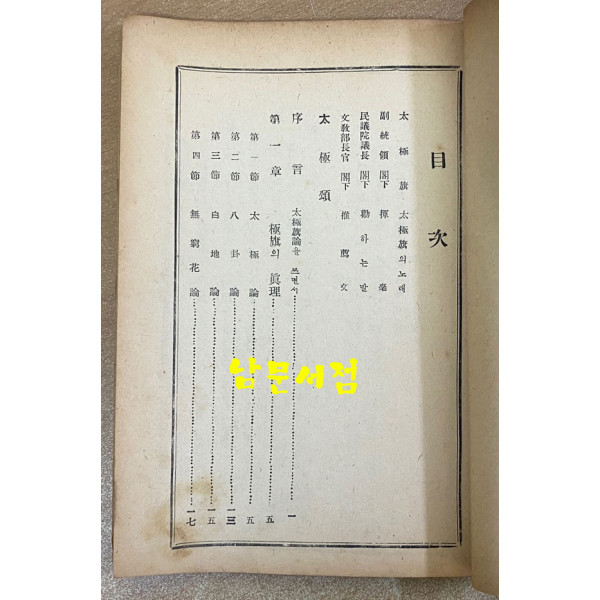 目次
太極旗 太極旗의 노래
副統領 閣下 揮毫
民議院議長 閣下 勸하는 말
文敎部長官 閣下 推薦文
太極頌
序言 太極旗論을 쓰면서 一
第一章 極旗의 眞理 五
第一節 太極論 五
第二節 八卦論 一三
第三節 白地論 一五
第四節 無窮花論 一七
남문서점